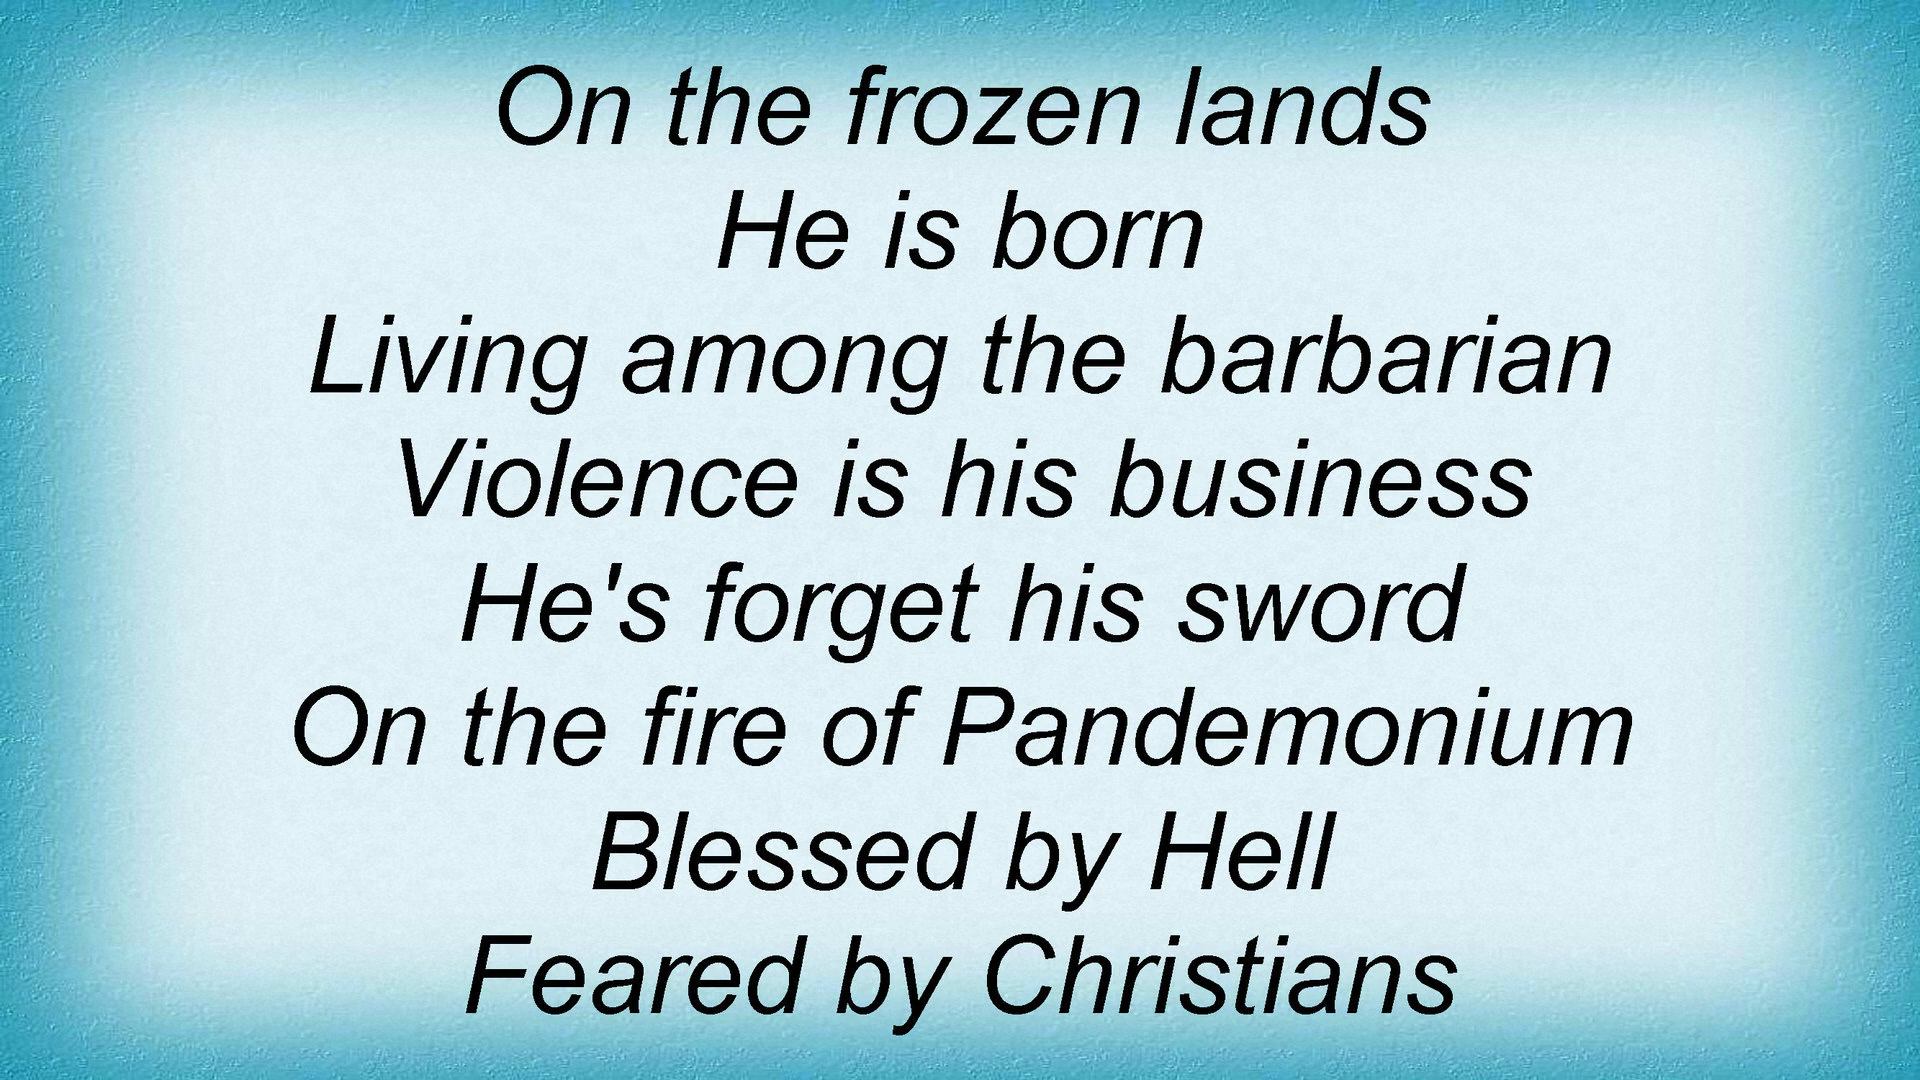 On the frozen lands
He is born
Living among the barbarian
Violence is his business
He's forget his sword
On the fire of Pandemonium
Blessed by Hell
Feared by Christians